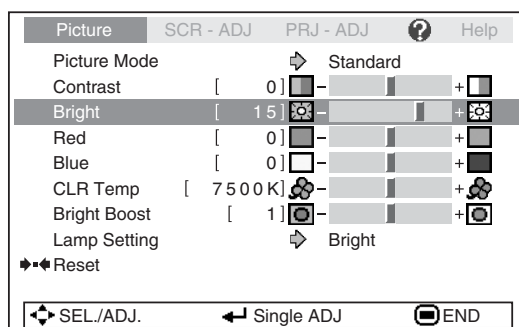 Picture SCR - ADJ PRJ - ADJ ? Help
Picture Mode Standard
Contrast [ 0] - +
Bright [ 15] - +
Red [ 0] - +
Blue [ 0] - +
CLR Temp [ 7500K] - +
Bright Boost [ 1] - +
Lamp Setting Bright
Reset
SEL./ADJ. Single ADJ END